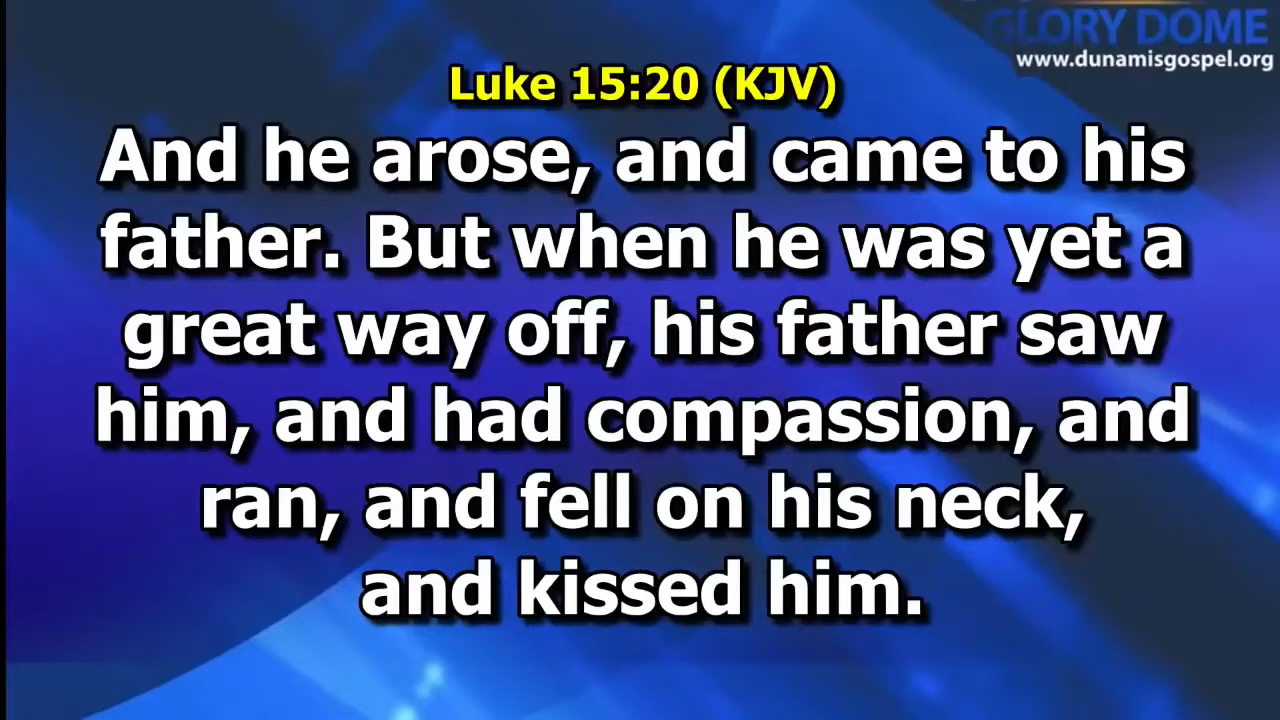 GLORY DOME
www.dunamisgospel.org
Luke 15:20 (KJV)
And he arose, and came to his
father. But when he was yet a
great way off, his father saw
him, and had compassion, and
ran, and fell on his neck,
and kissed him.